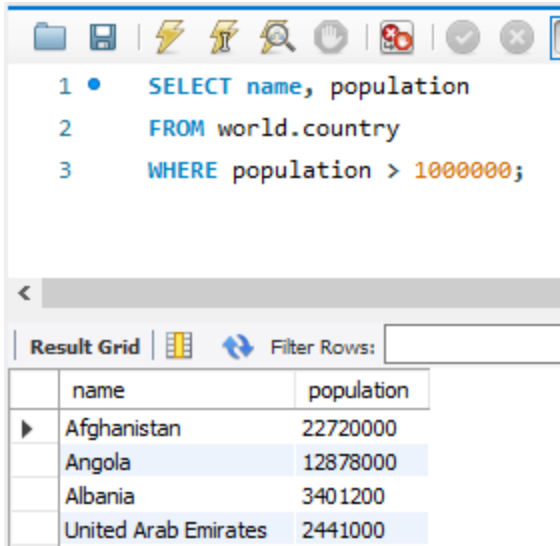 1 SELECT name, population
2 FROM world.country
3 WHERE population > 1000000;
Result Grid Filter Rows:
name population
Afghanistan 22720000
Angola 12878000
Albania 3401200
United Arab Emirates 2441000